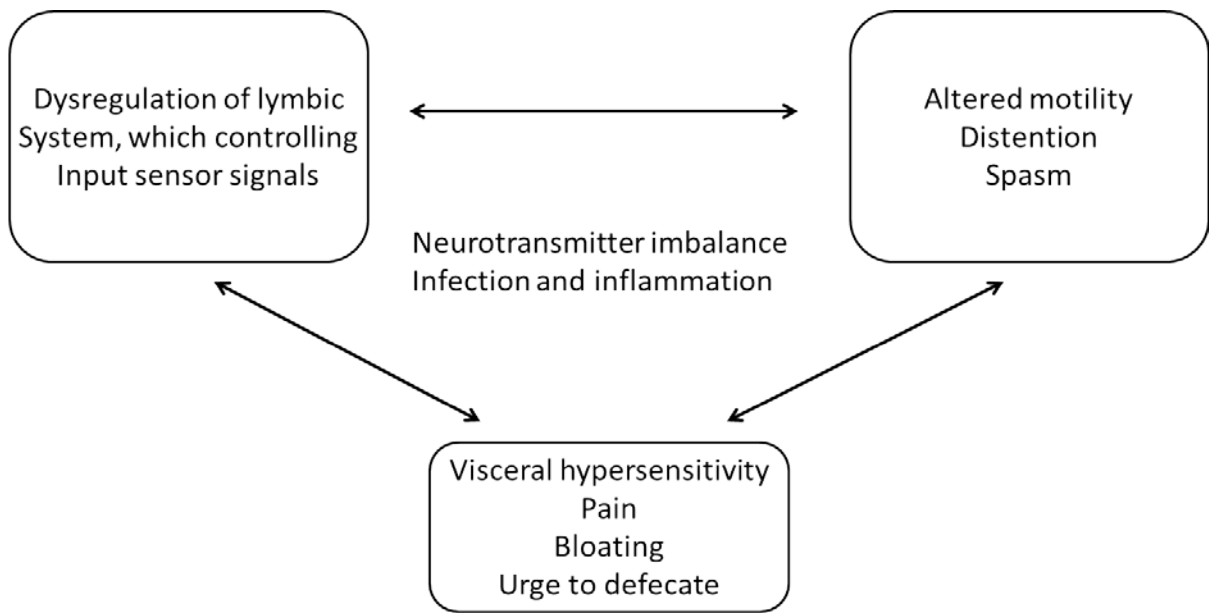 Dysregulation of lymbic
System, which controlling
Input sensor signals
Altered motility
Distention
Spasm
Neurotransmitter imbalance
Infection and inflammation
Visceral hypersensitivity
Pain
Bloating
Urge to defecate